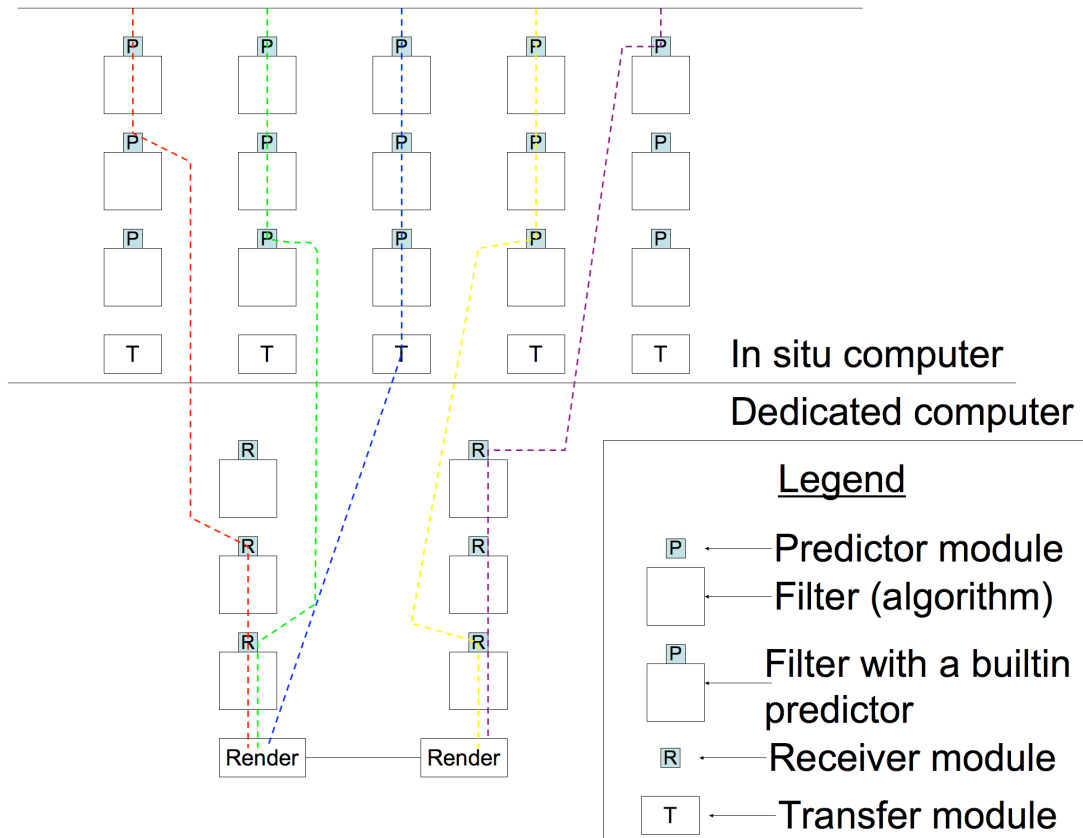 P P P P P
P P P P P
P P P P P
T T T T T
In situ computer
Dedicated computer
R R
R R
R R
Render Render
Legend
P Predictor module
Filter (algorithm)
P Filter with a builtin
predictor
R Receiver module
T Transfer module